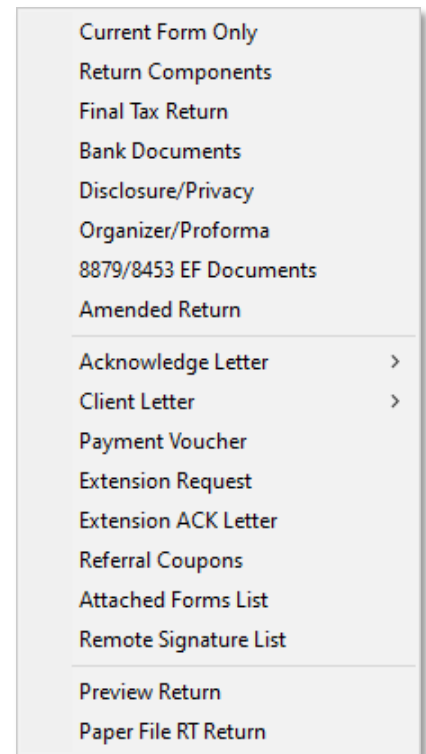 Current Form Only
Return Components
Final Tax Return
Bank Documents
Disclosure/Privacy
Organizer/Proforma
8879/8453 EF Documents
Amended Return
Acknowledge Letter
Client Letter
Payment Voucher
Extension Request
Extension ACK Letter
Referral Coupons
Attached Forms List
Remote Signature List
Preview Return
Paper File RT Return